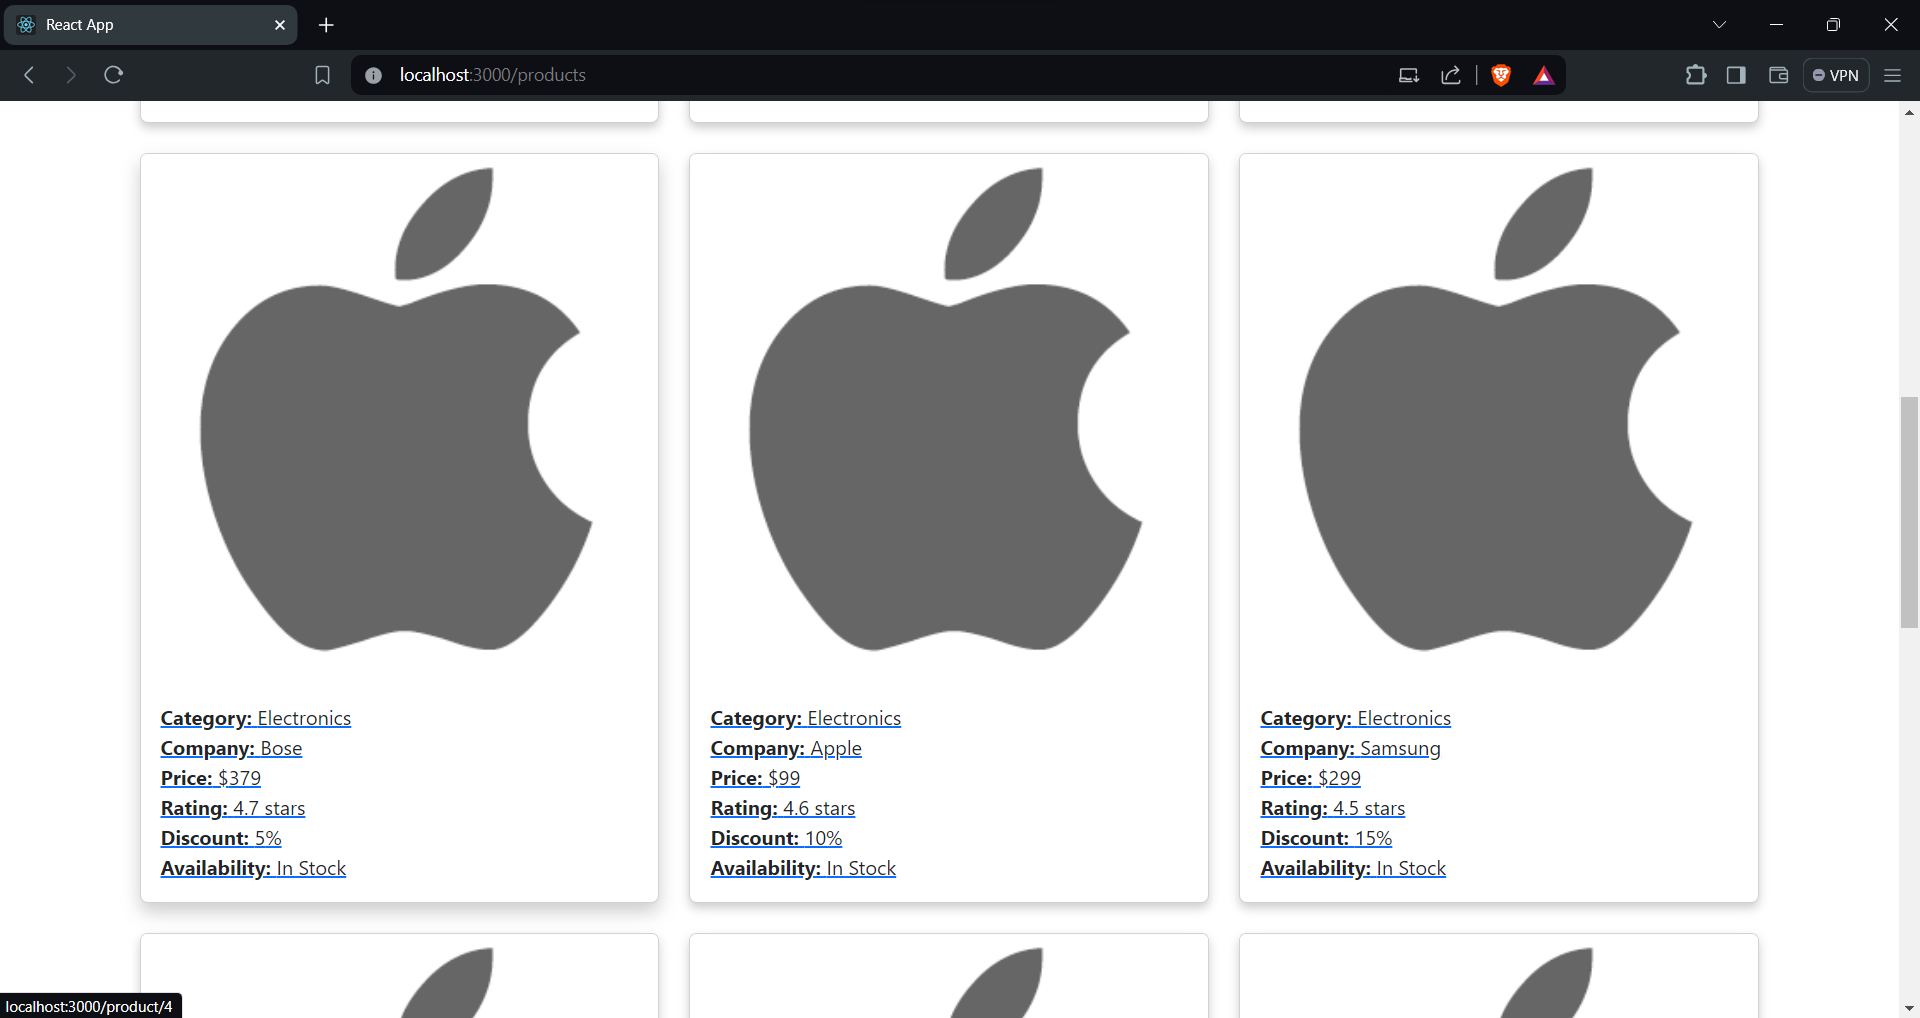 React App
localhost:3000/products
VPN
Category: Electronics
Company: Bose
Price: $379
Rating: 4.7 stars
Discount: 5%
Availability: In Stock
Category: Electronics
Company: Apple
Price: $99
Rating: 4.6 stars
Discount: 10%
Availability: In Stock
Category: Electronics
Company: Samsung
Price: $299
Rating: 4.5 stars
Discount: 15%
Availability: In Stock
localhost:3000/product/4